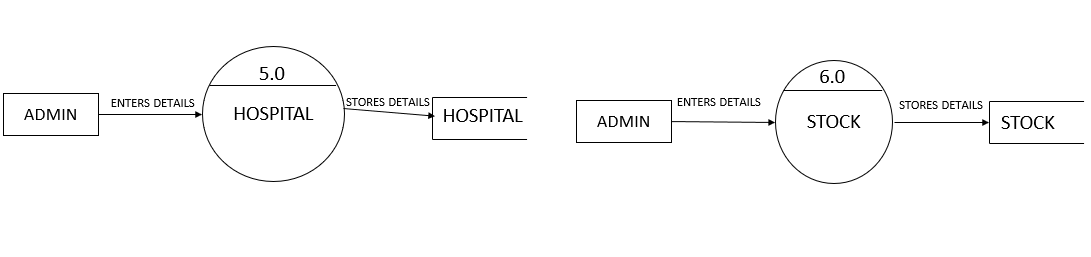 5.0
ADMIN
ENTERS DETAILS
HOSPITAL
STORES DETAILS
HOSPITAL
6.0
ADMIN
ENTERS DETAILS
STOCK
STORES DETAILS
STOCK